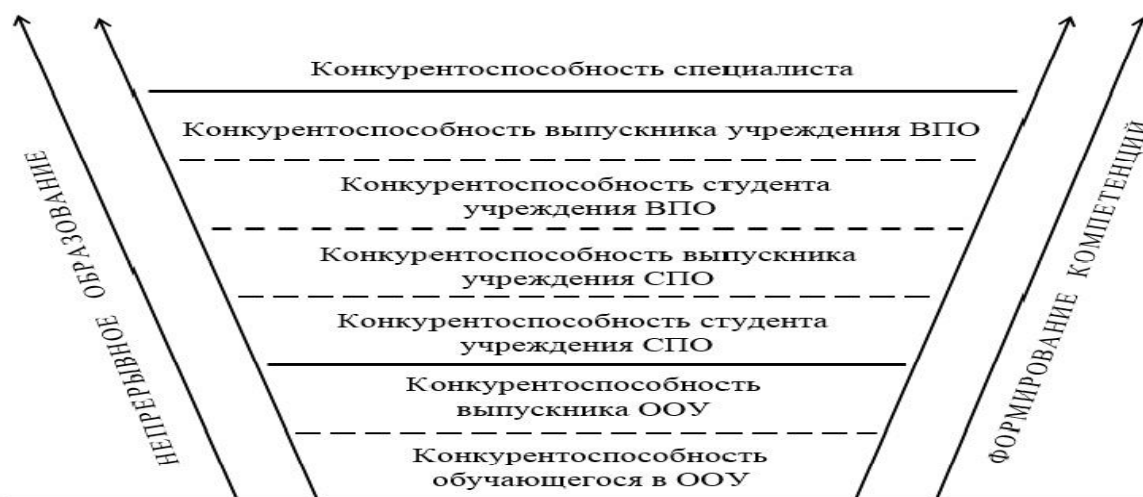 Конкурентоспособность специалиста
Конкурентоспособность выпускника учреждения ВПО
Конкурентоспособность студента
учреждения ВПО
Конкурентоспособность выпускника
учреждения СПО
Конкурентоспособность студента
учреждения СПО
Конкурентоспособность
выпускника ООУ
Конкурентоспособность
обучающегося в ООУ
НЕПРЕРЫВНОЕ ОБРАЗОВАНИЕ
ФОРМИРОВАНИЕ КОМПЕТЕНЦИЙ